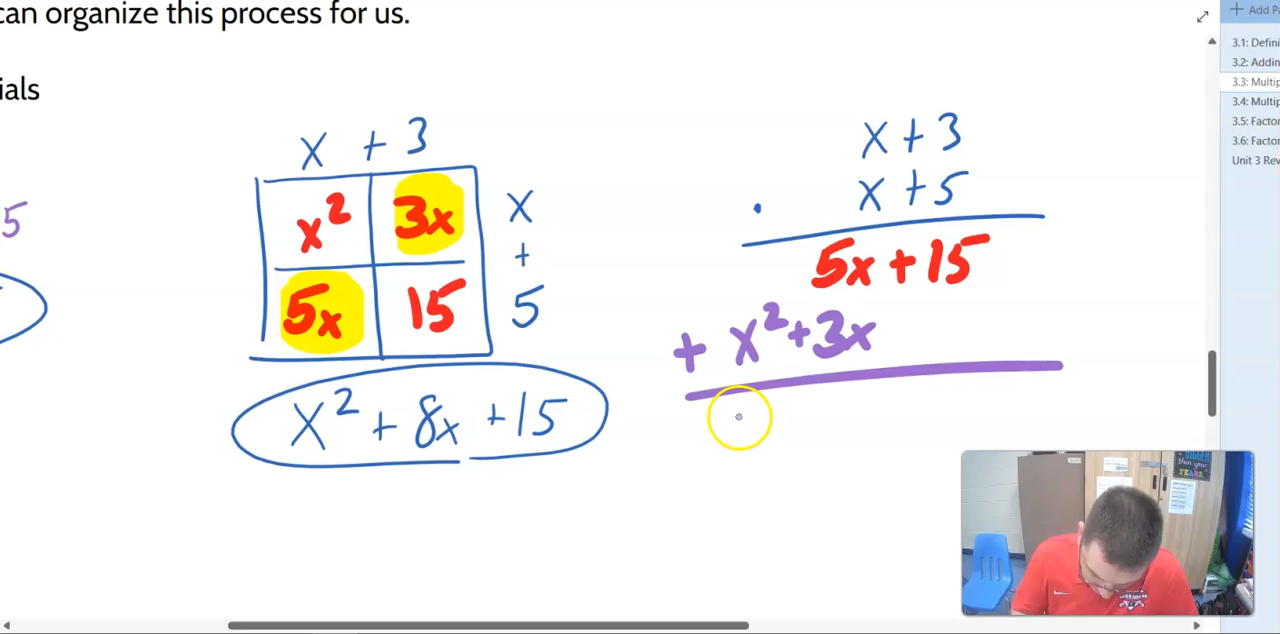 can organize this process for us.
ials
5
x + 3
x
+
5
x² 3x
5x 15
x² + 8x + 15
x + 3
· x + 5
5x + 15
+ x² + 3x
+ Add Pa
3.1: Defini
3.2: Addin
3.3: Multip
3.4: Multip
3.5: Factor
3.6: Factor
Unit 3 Rev